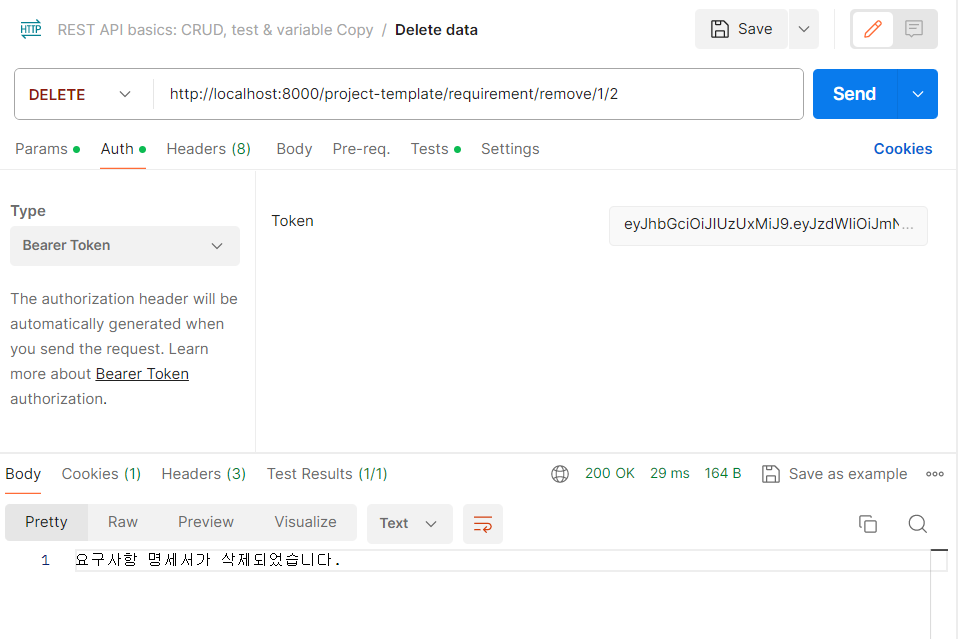 HTTP REST API basics: CRUD, test & variable Copy / Delete data Save
DELETE http://localhost:8000/project-template/requirement/remove/1/2 Send
Params Auth Headers (8) Body Pre-req. Tests Settings Cookies
Type
Bearer Token
The authorization header will be
automatically generated when
you send the request. Learn
more about Bearer Token
authorization.
Token eyJhbGciOiJIUzUxMiJ9.eyJzdWIiOiJmN...
Body Cookies (1) Headers (3) Test Results (1/1) 200 OK 29 ms 164 B Save as example
Pretty Raw Preview Visualize Text
1 요구사항 명세서가 삭제되었습니다.